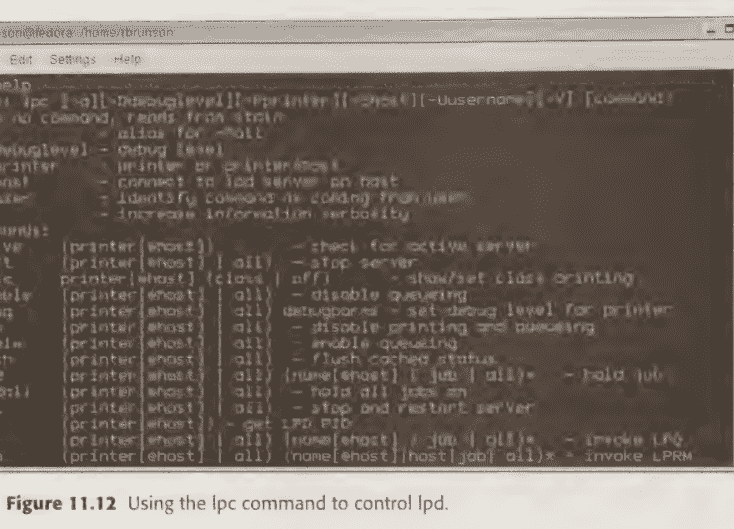 son@fedora:/home/tbrunson
Edit Settings Help
help
lpc [-a][-Ddebuglevel][-Pprinter][-Shost][-Uusername][-V] [command]
no command, reads from stdin
- alias for -Pall
debuglevel - debug level
printer - printer or printer@host
host - connect to lpd server on host
user - identify command as coming from user
- increase information verbosity
(printer[@host]) - check for active server
(printer[@host] | all) - stop server
printer[@host] (class | off) - show/set class printing
(printer[@host] | all) - disable queueing
(printer[@host] | all) debugparms - set debug level for printer
(printer[@host] | all) - disable printing and queueing
(printer[@host] | all) - enable queueing
(printer[@host] | all) - flush cached status
(printer[@host] | all) (name[@host] | job | all)* - hold job
(printer[@host] | all) - hold all jobs on
(printer[@host] | all) - stop and restart server
(printer[@host] ) - get LPD PID
(printer[@host] | all) (name[@host] | job | all)* - invoke LPQ
(printer[@host] | all) (name[@host]|host|job| all)* - invoke LPRM
Figure 11.12 Using the lpc command to control lpd.